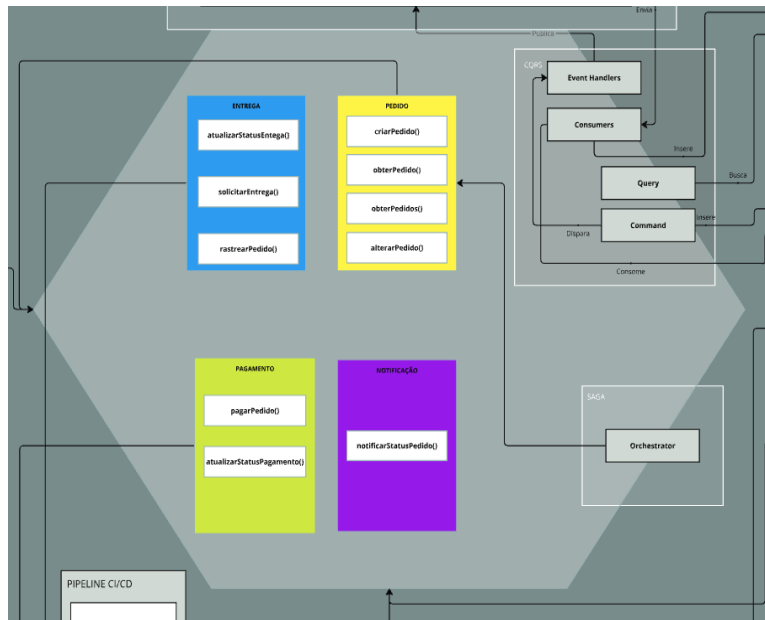 Envia
Publica
CQRS
Event Handlers
Consumers
Insere
Query
Busca
Command
Insere
Dispara
Consome
ENTREGA
atualizarStatusEntega()
solicitarEntrega()
rastrearPedido()
PEDIDO
criarPedido()
obterPedido()
obterPedidos()
alterarPedido()
PAGAMENTO
pagarPedido()
atualizarStatusPagamento()
NOTIFICAÇÃO
notificarStatusPedido()
SAGA
Orchestrator
PIPELINE CI/CD